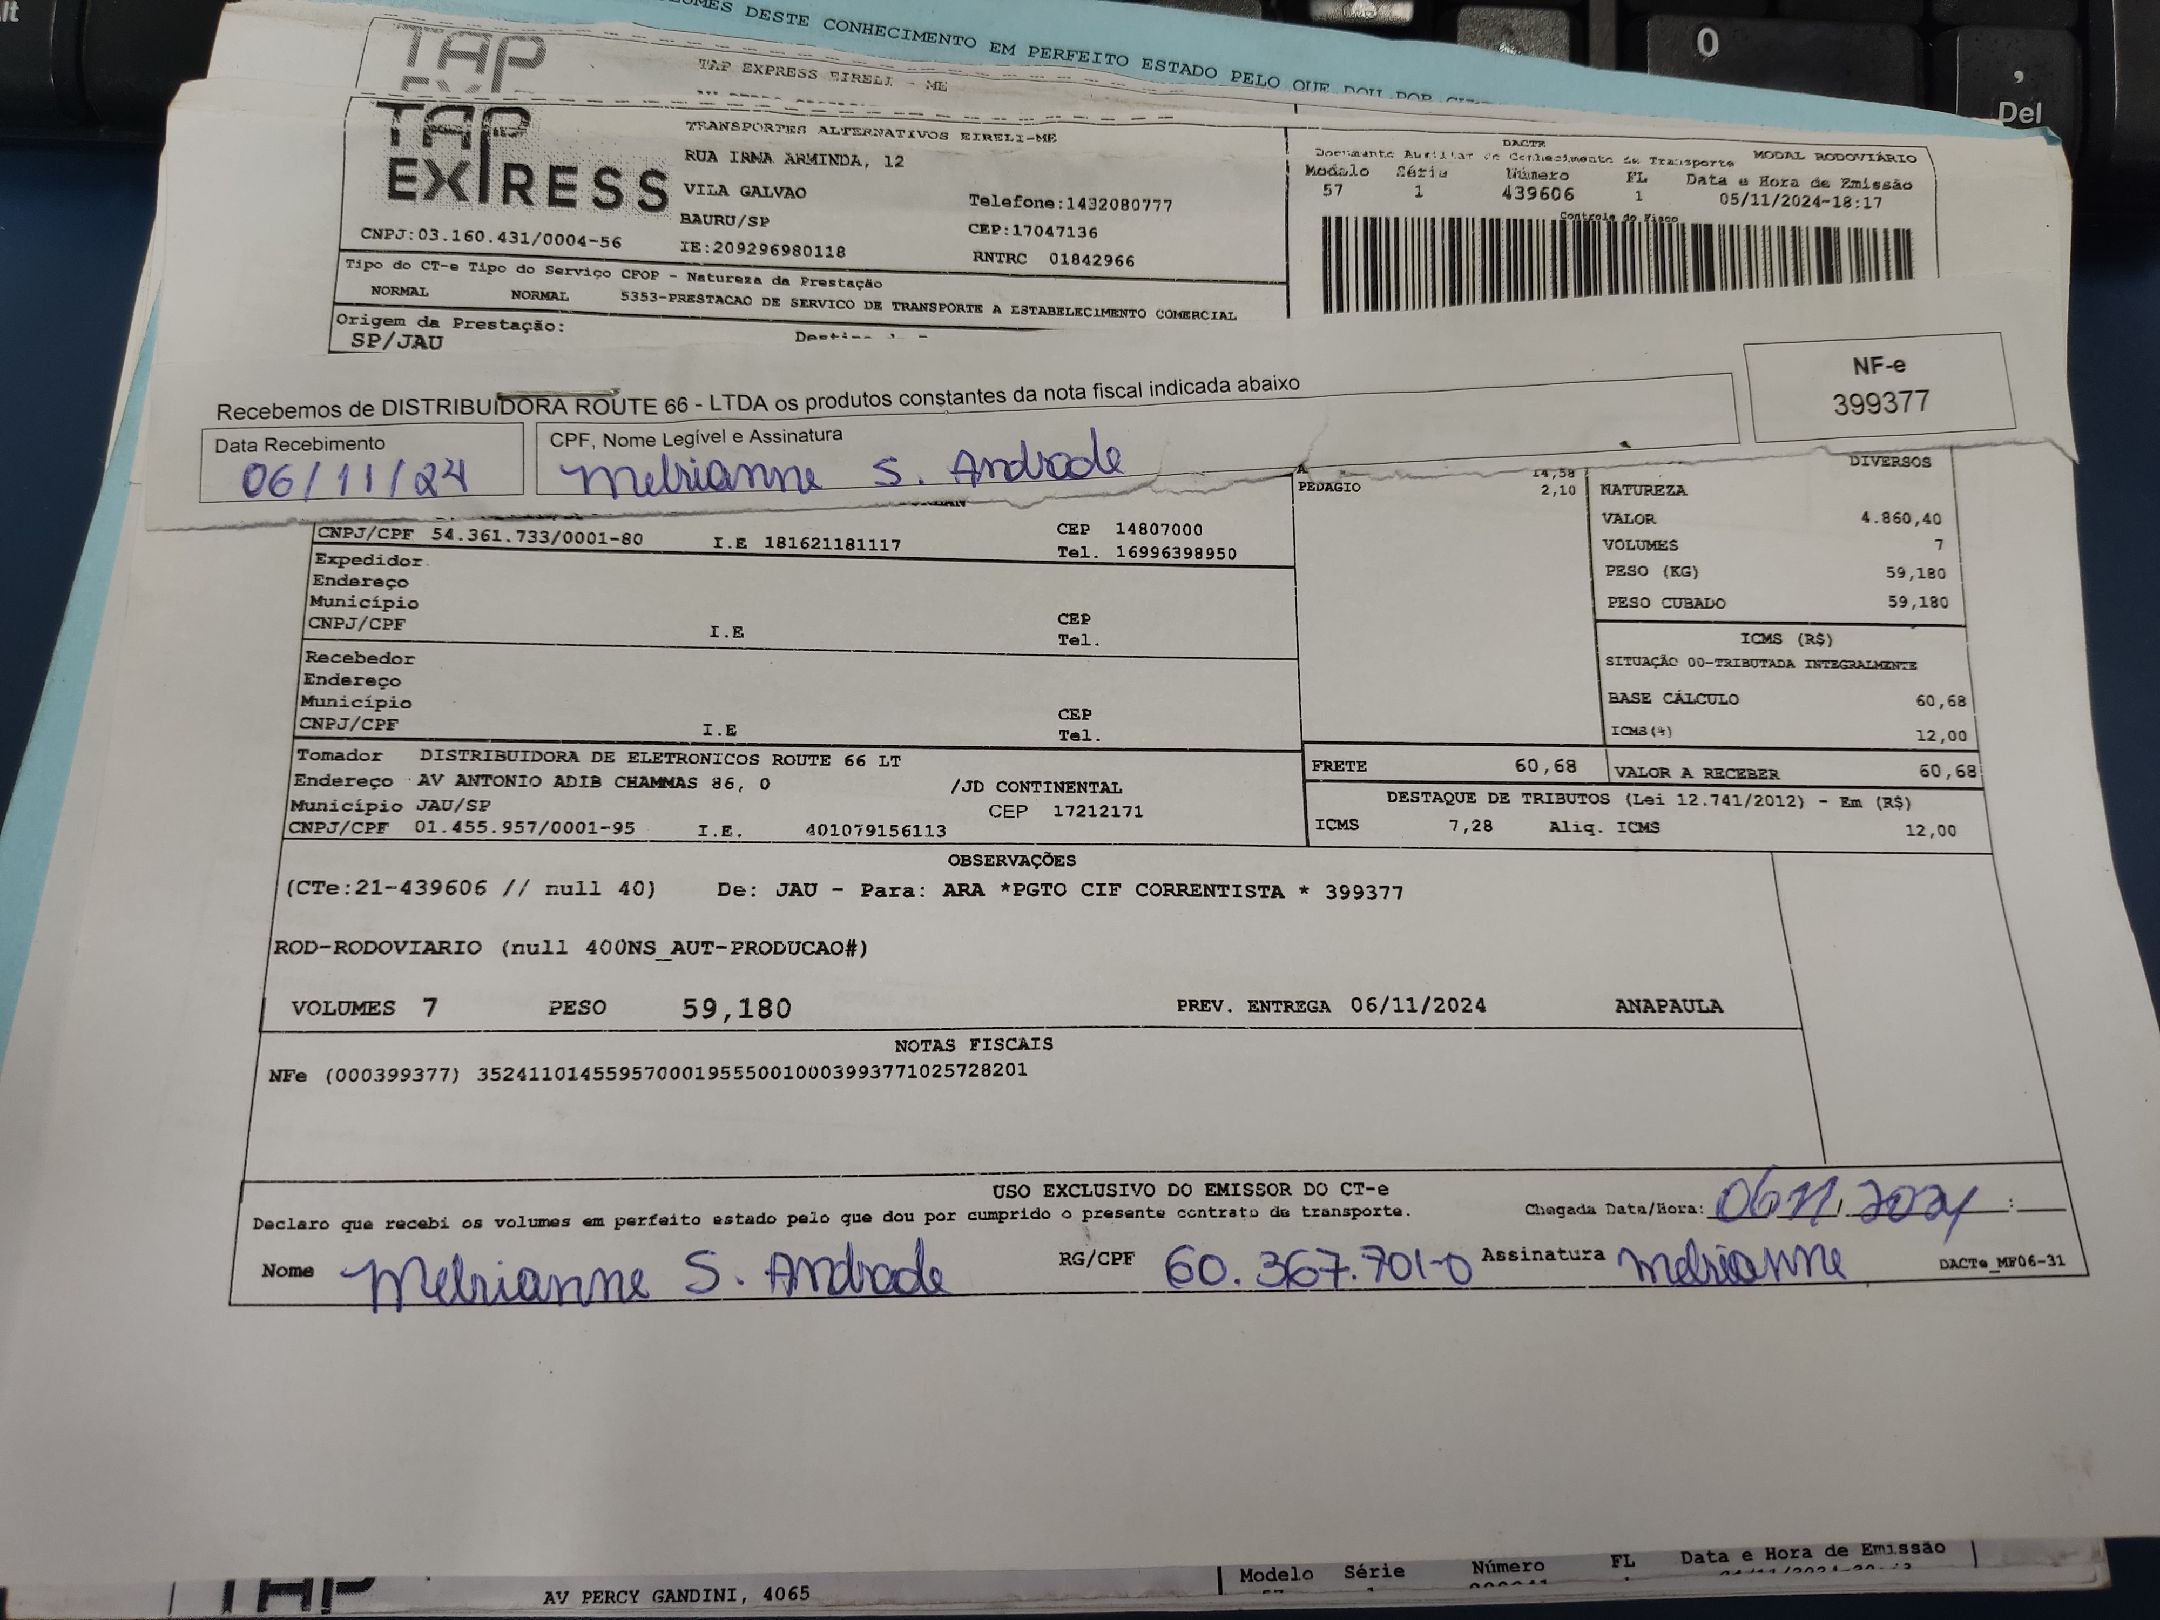 lt
0
,
Del
UMES DESTE CONHECIMENTO EM PERFEITO ESTADO PELO QUE DOU POR
TAP
TAP EXPRESS EIRELI - ME
TAP
EXPRESS
TRANSPORTES ALTERNATIVOS EIRELI-ME
RUA IRMA ARMINDA, 12
VILA GALVAO
Telefone:1432080777
BAURU/SP
CEP:17047136
CNPJ:03.160.431/0004-56
IE:209296980118
RNTRC 01842966
DACTE
Documento Auxiliar de Conhecimento de Transporte MODAL RODOVIÁRIO
Modelo Série Número FL Data e Hora de Emissão
57 1 439606 1 05/11/2024-18:17
Controle do Fisco
Tipo do CT-e Tipo do Serviço CFOP - Natureza da Prestação
NORMAL NORMAL 5353-PRESTACAO DE SERVICO DE TRANSPORTE A ESTABELECIMENTO COMERCIAL
Origem da Prestação:
SP/JAU
Recebemos de DISTRIBUIDORA ROUTE 66 - LTDA os produtos constantes da nota fiscal indicada abaixo
NF-e
399377
Data Recebimento
06/11/24
CPF, Nome Legível e Assinatura
Melrianne S. Andrade
14,58
PEDAGIO 2,10
DIVERSOS
NATUREZA
VALOR 4.860,40
VOLUMES 7
PESO (KG) 59,180
PESO CUBADO 59,180
CNPJ/CPF 54.361.733/0001-80 I.E 181621181117
CEP 14807000
Tel. 16996398950
Expedidor
Endereço
Município
CNPJ/CPF I.E
CEP
Tel.
Recebedor
Endereço
Município
CNPJ/CPF I.E
CEP
Tel.
ICMS (R$)
SITUAÇÃO 00-TRIBUTADA INTEGRALMENTE
BASE CÁLCULO 60,68
ICMS(%) 12,00
Tomador DISTRIBUIDORA DE ELETRONICOS ROUTE 66 LT
Endereço AV ANTONIO ADIB CHAMMAS 86, 0 /JD CONTINENTAL
Município JAU/SP CEP 17212171
CNPJ/CPF 01.455.957/0001-95 I.E. 401079156113
FRETE 60,68 VALOR A RECEBER 60,68
DESTAQUE DE TRIBUTOS (Lei 12.741/2012) - Em (R$)
ICMS 7,28 Aliq. ICMS 12,00
OBSERVAÇÕES
(CTe:21-439606 // null 40) De: JAU - Para: ARA *PGTO CIF CORRENTISTA * 399377
ROD-RODOVIARIO (null 400NS_AUT-PRODUCAO#)
VOLUMES 7 PESO 59,180 PREV. ENTREGA 06/11/2024 ANAPAULA
NOTAS FISCAIS
NFe (000399377) 35241101455957000195550010003993771025728201
USO EXCLUSIVO DO EMISSOR DO CT-e
Declaro que recebi os volumes em perfeito estado pelo que dou por cumprido o presente contrato de transporte.
Chegada Data/Hora: 06/11/2024 :
Nome Melrianne S. Andrade RG/CPF 60.367.701-0 Assinatura Melrianne DACTe_MF06-31
TAP
AV PERCY GANDINI, 4065
Modelo Série Número FL Data e Hora de Emissão